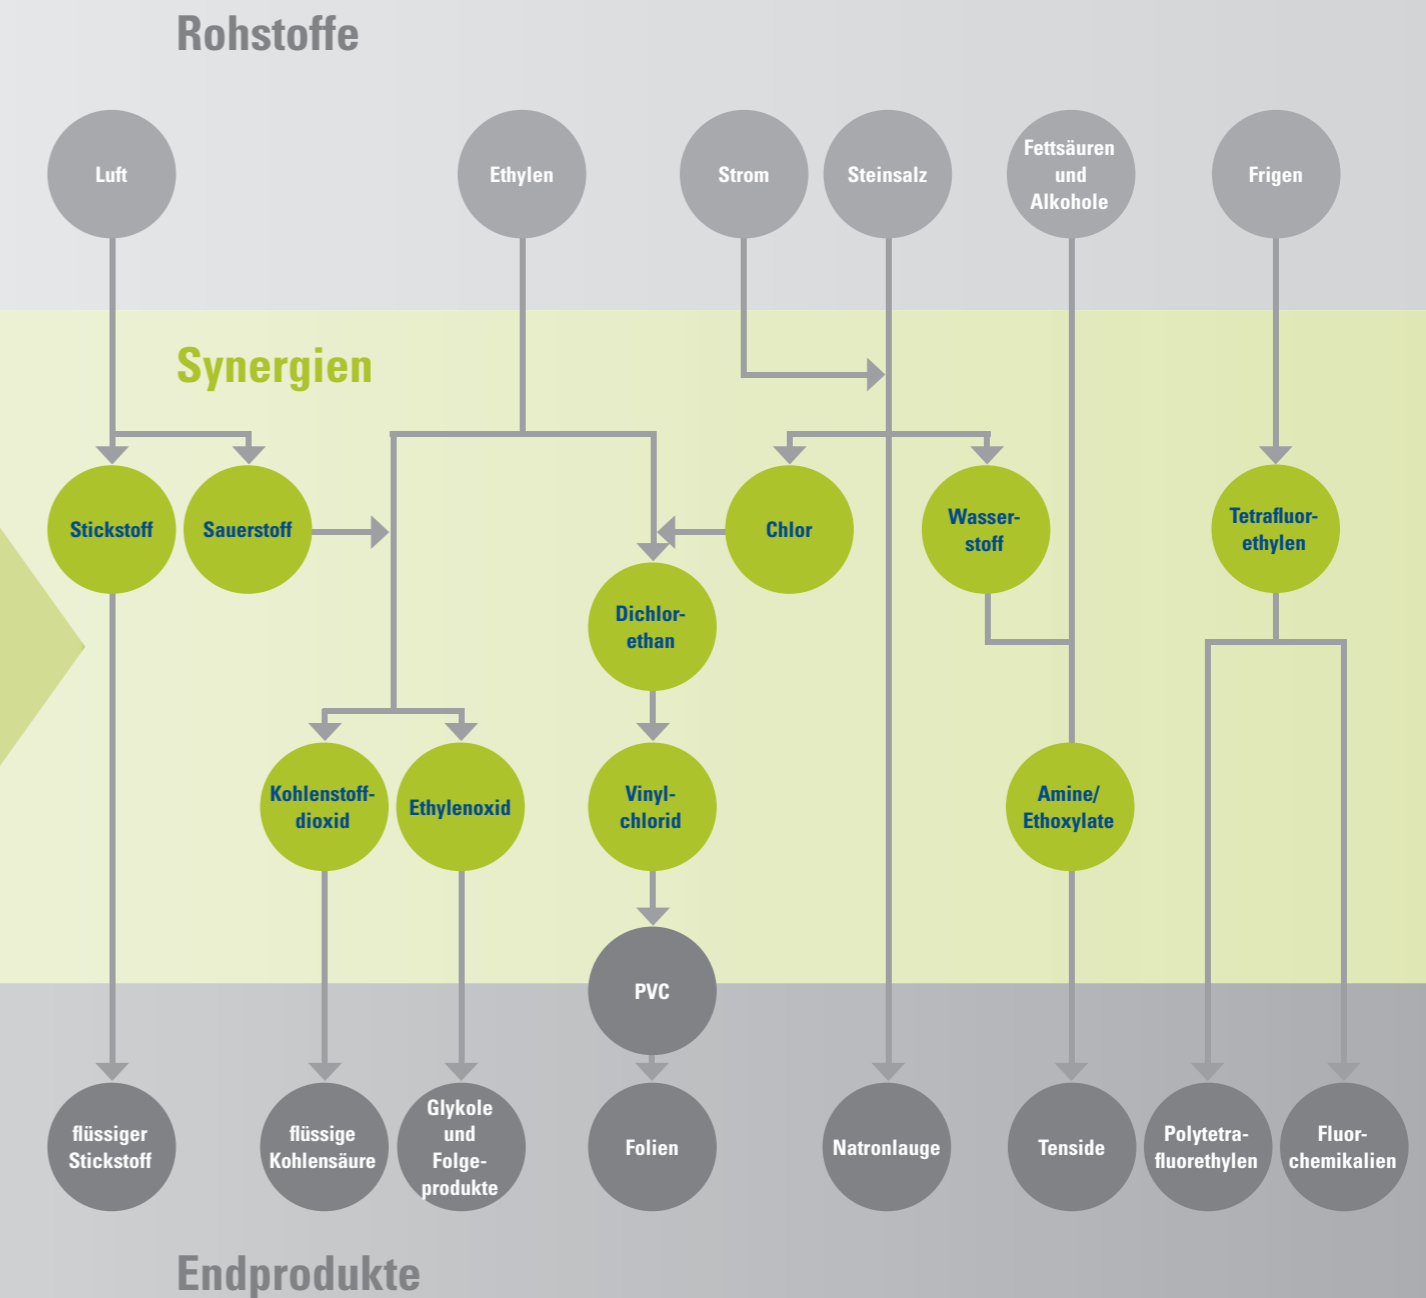 Rohstoffe
Luft
Ethylen
Strom
Steinsalz
Fettsäuren
und
Alkohole
Frigen
Synergien
Stickstoff
Sauerstoff
Chlor
Wasser-
stoff
Tetrafluor-
ethylen
Dichlor-
ethan
Kohlenstoff-
dioxid
Ethylenoxid
Vinyl-
chlorid
Amine/
Ethoxylate
PVC
flüssiger
Stickstoff
flüssige
Kohlensäure
Glykole
und
Folge-
produkte
Folien
Natronlauge
Tenside
Polytetra-
fluorethylen
Fluor-
chemikalien
Endprodukte